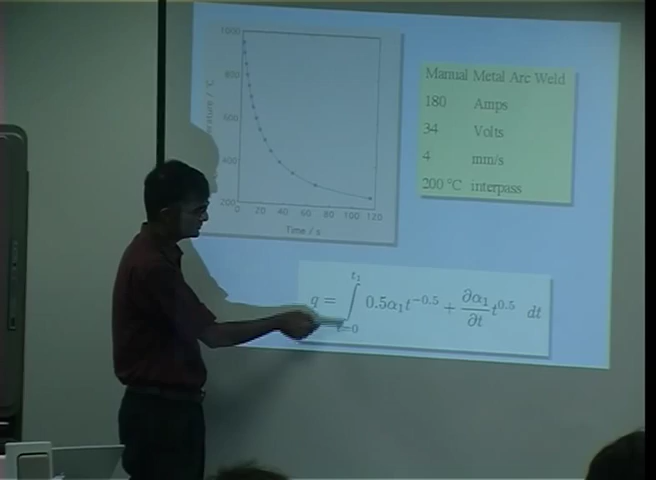 1000
800
600
400
200
0 20 40 60 80 100 120
Time / s
Manual Metal Arc Weld
180 Amps
34 Volts
4 mm/s
200 °C interpass
q = ∫ₜ₌₀^{t₁} 0.5α₁t^{−0.5} + ∂α₁/∂t t^{0.5} dt